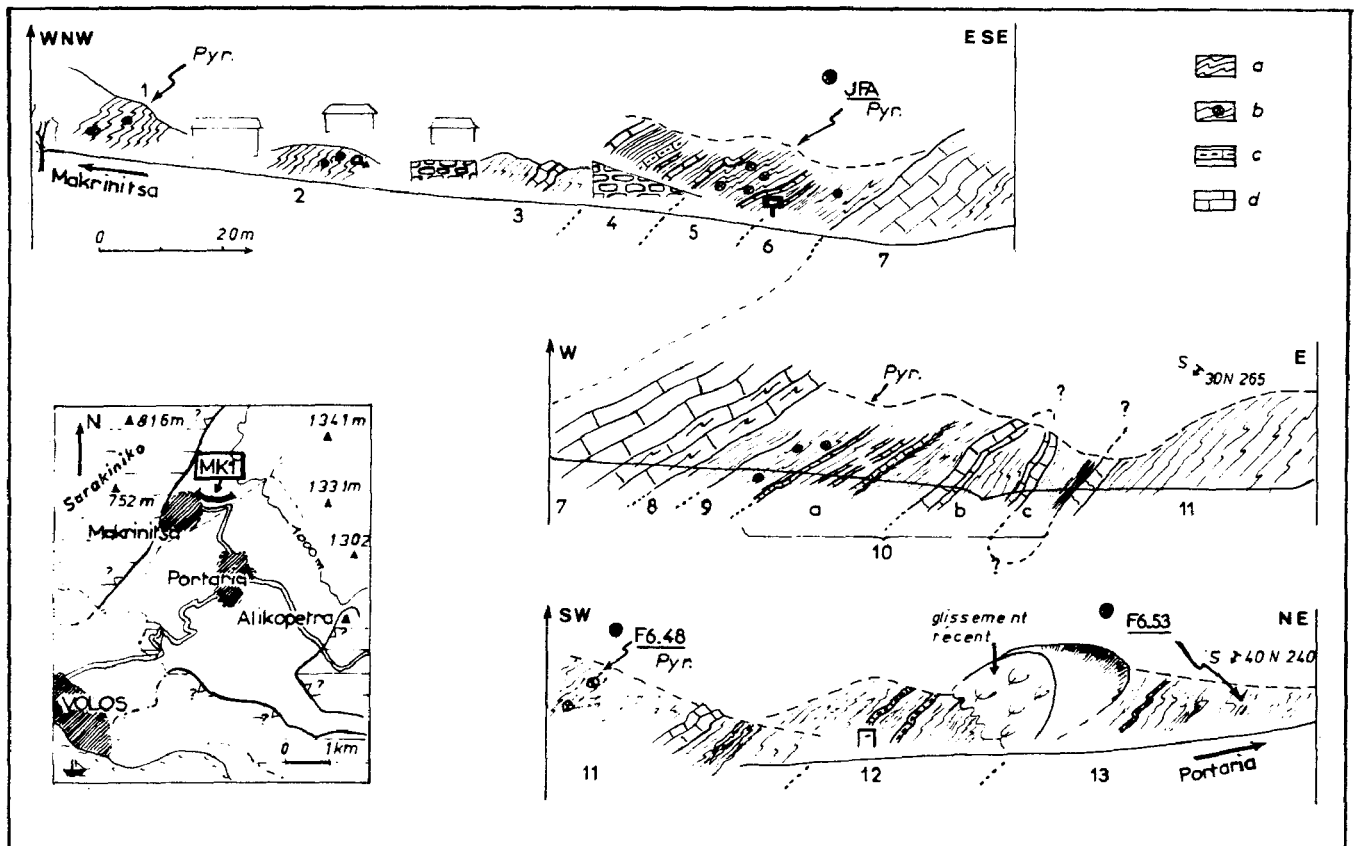 WNW
ESE
Pyr.
1
JFA
Pyr.
a
b
c
d
Makrinitsa
2
3
4
5
6
7
0 20m
W
E
Pyr.
S 30N 265
?
?
7
8
9
a
b
c
10
?
11
N
816m
1341m
Sarakiniko
MK1
752m
1331m
Makrinitsa
1000m
1302
Portaria
Alikopetra
VOLOS
0 1km
?
?
?
?
?
?
SW
NE
F6.48
Pyr.
glissement
recent
F6.53
S 40N 240
11
12
13
Portaria